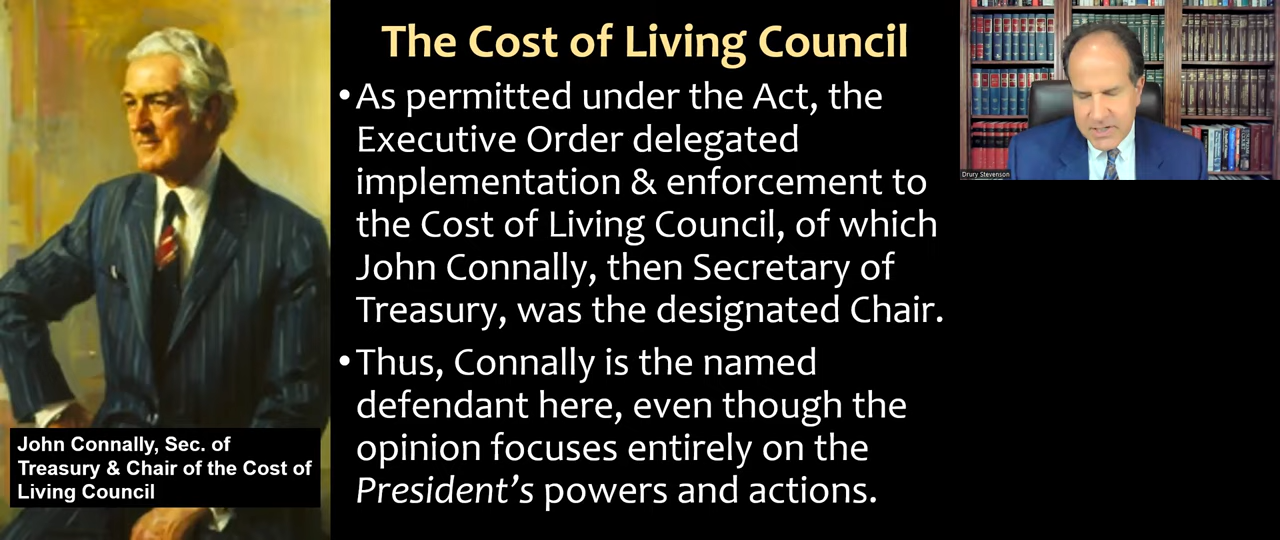 The Cost of Living Council
•As permitted under the Act, the
Executive Order delegated
implementation & enforcement to
the Cost of Living Council, of which
John Connally, then Secretary of
Treasury, was the designated Chair.
•Thus, Connally is the named
defendant here, even though the
opinion focuses entirely on the
President’s powers and actions.
John Connally, Sec. of
Treasury & Chair of the Cost of
Living Council
Drury Stevenson